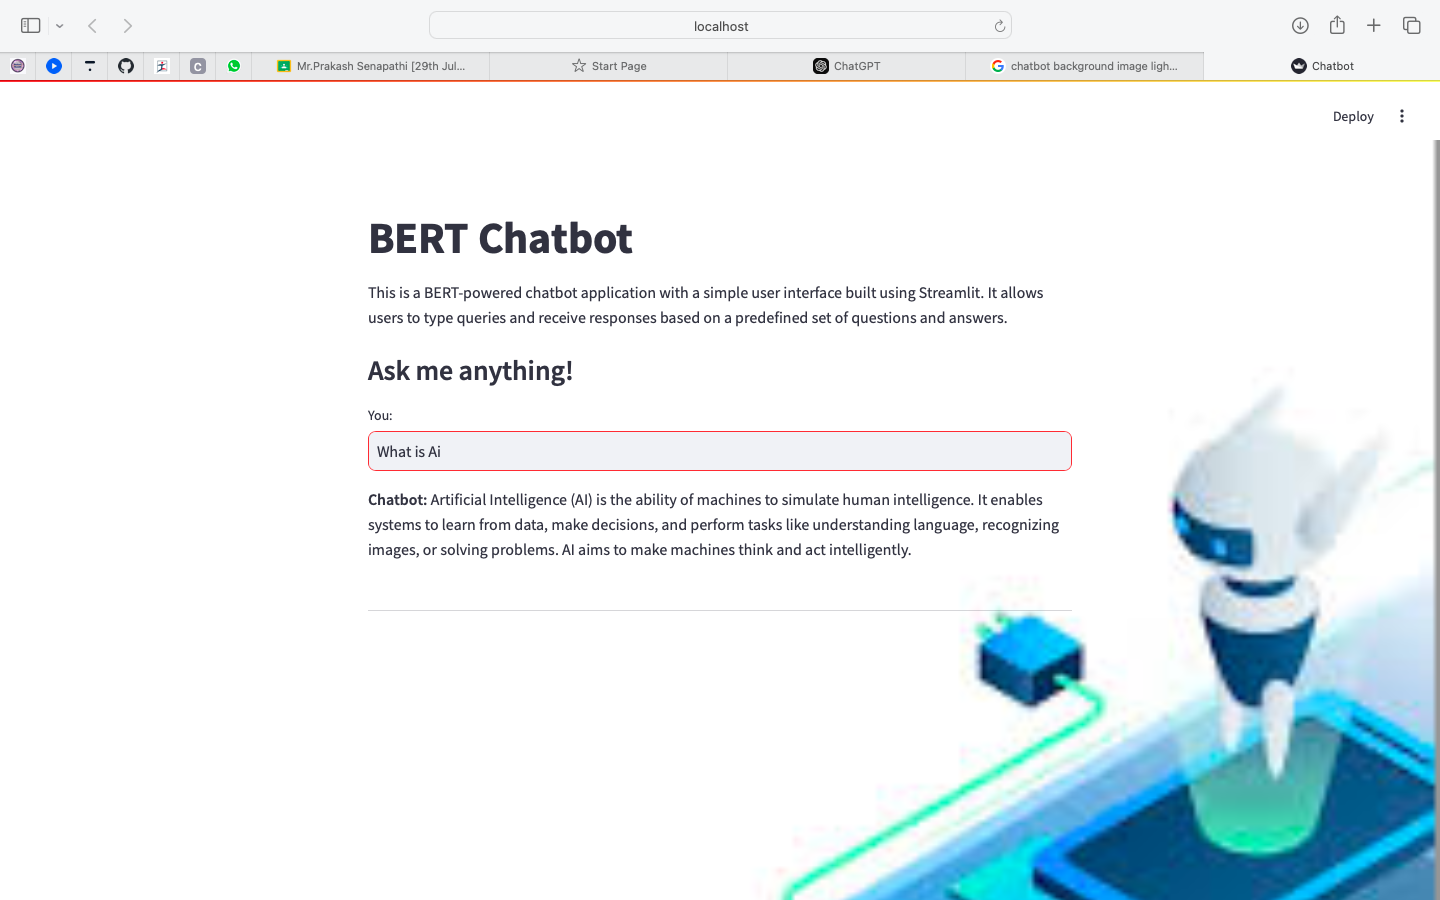 localhost
Mr.Prakash Senapathi [29th Jul...
Start Page
ChatGPT
chatbot background image ligh...
Chatbot
C
Deploy
BERT Chatbot
This is a BERT-powered chatbot application with a simple user interface built using Streamlit. It allows
users to type queries and receive responses based on a predefined set of questions and answers.
Ask me anything!
You:
What is Ai
Chatbot: Artificial Intelligence (AI) is the ability of machines to simulate human intelligence. It enables
systems to learn from data, make decisions, and perform tasks like understanding language, recognizing
images, or solving problems. AI aims to make machines think and act intelligently.